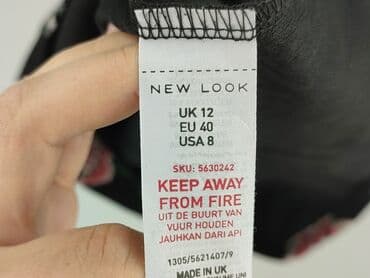 NEW LOOK
UK 12
EU 40
USA 8
SKU: 5630242
KEEP AWAY
FROM FIRE
UIT DE BUURT VAN
VUUR HOUDEN
JAUHKAN DARI API
1305/5621407/9
MADE IN UK